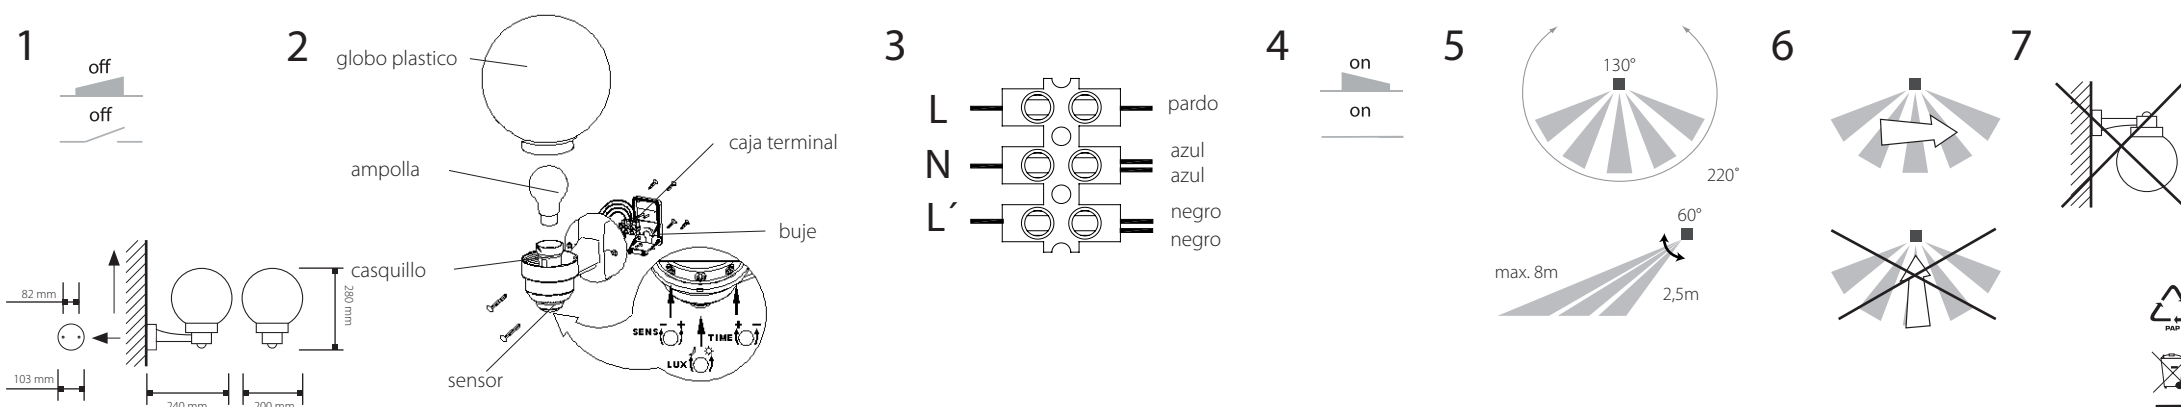 1
off
off
82 mm
103 mm
280 mm
240 mm
200 mm
2
globo plastico
ampolla
caja terminal
buje
casquillo
sensor
SENS
- +
TIME
+ -
LUX
3
L
pardo
N
azul
azul
L´
negro
negro
4
on
on
5
130°
220°
60°
max. 8m
2,5m
6
7
PAP